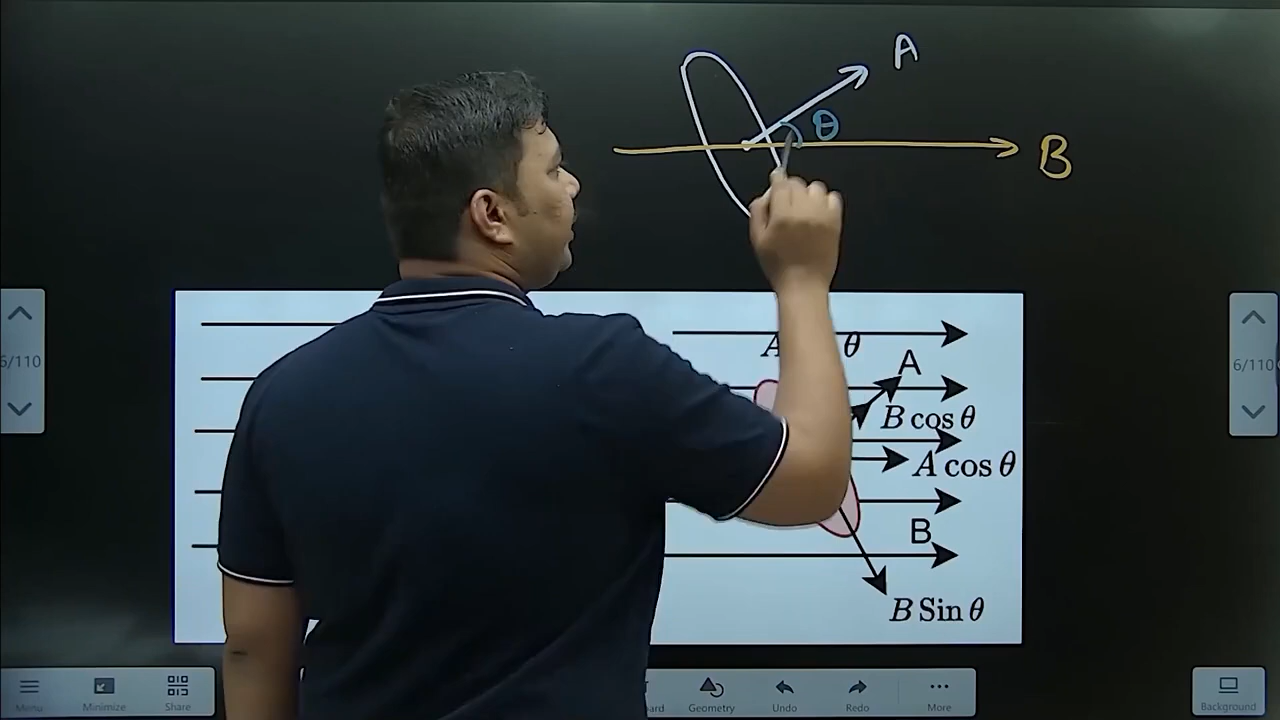 A
θ
B
6/110
6/110
θ
A
B cos θ
A cos θ
B
B Sin θ
Menu
Minimize
Share
Geometry
Undo
Redo
More
Background